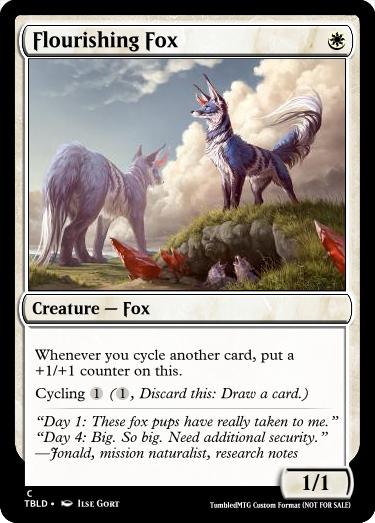 Flourishing Fox
Creature — Fox
Whenever you cycle another card, put a
+1/+1 counter on this.
Cycling 1 (1, Discard this: Draw a card.)
“Day 1: These fox pups have really taken to me.”
“Day 4: Big. So big. Need additional security.”
—Jonald, mission naturalist, research notes
1/1
C
TBLD • Ilse Gort
TumbledMTG Custom Format (NOT FOR SALE)